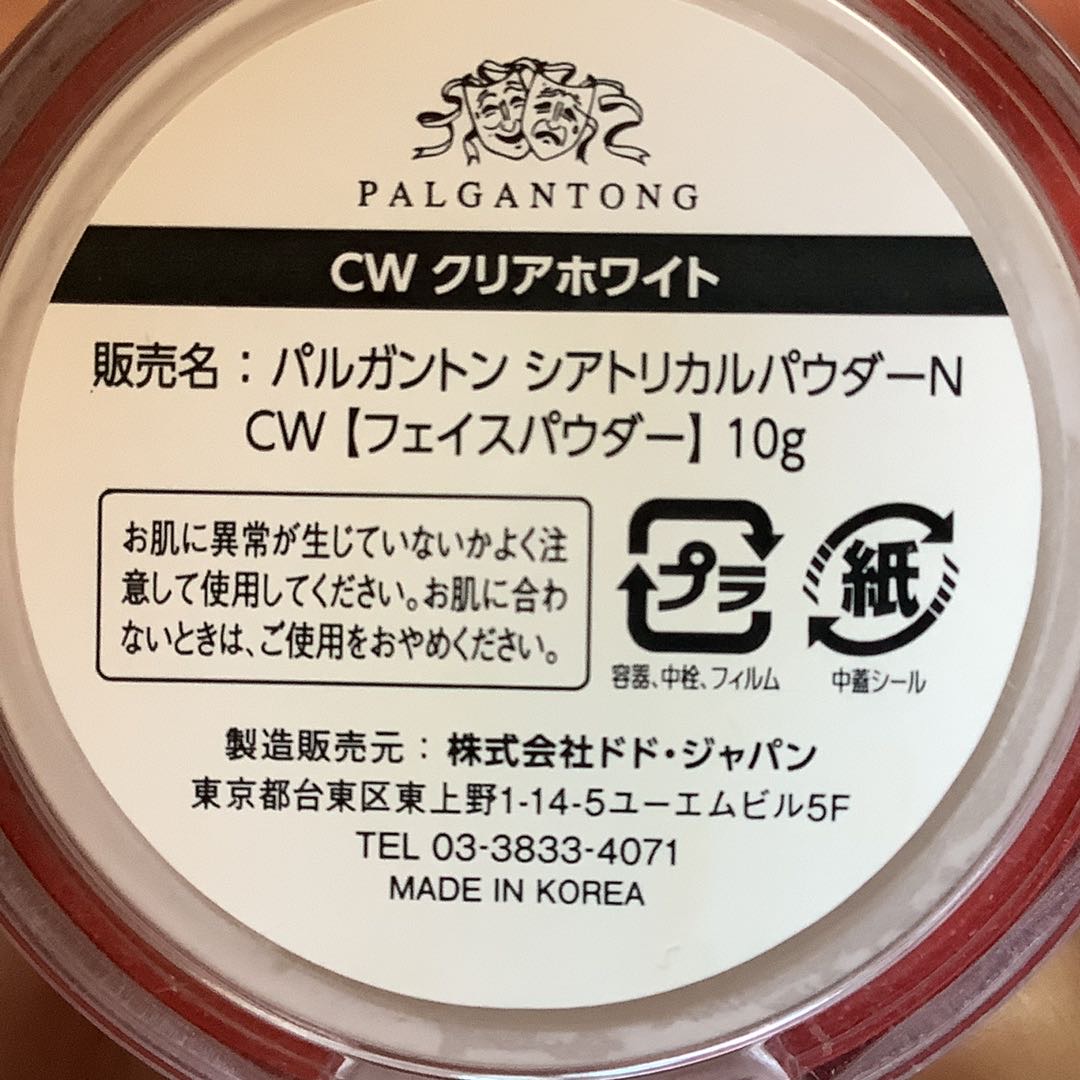 PALGANTONG
CW クリアホワイト
販売名：パルガントン シアトリカルパウダーN
CW【フェイスパウダー】10g
お肌に異常が生じていないかよく注
意して使用してください。お肌に合わ
ないときは、ご使用をおやめください。
プラ
容器、中栓、フィルム
紙
中蓋シール
製造販売元：株式会社ドド・ジャパン
東京都台東区東上野1-14-5ユーエムビル5F
TEL 03-3833-4071
MADE IN KOREA